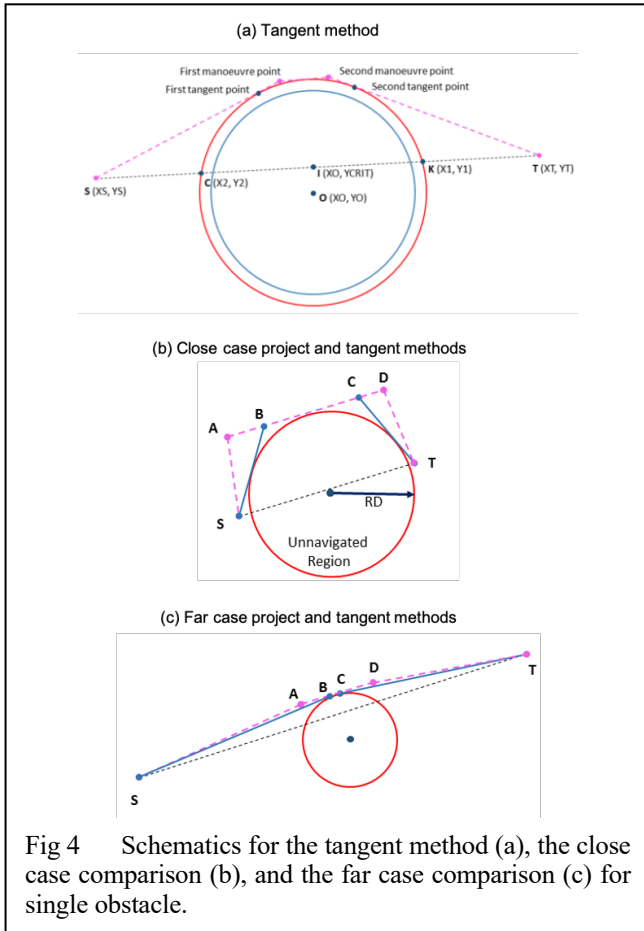 (a) Tangent method
First manoeuvre point
Second manoeuvre point
First tangent point
Second tangent point
S (XS, YS)
C (X2, Y2)
I (XO, YCRIT)
K (X1, Y1)
T (XT, YT)
O (XO, YO)
(b) Close case project and tangent methods
A
B
C
D
T
S
RD
Unnavigated
Region
(c) Far case project and tangent methods
A
B
C
D
T
S
Fig 4 Schematics for the tangent method (a), the close
case comparison (b), and the far case comparison (c) for
single obstacle.